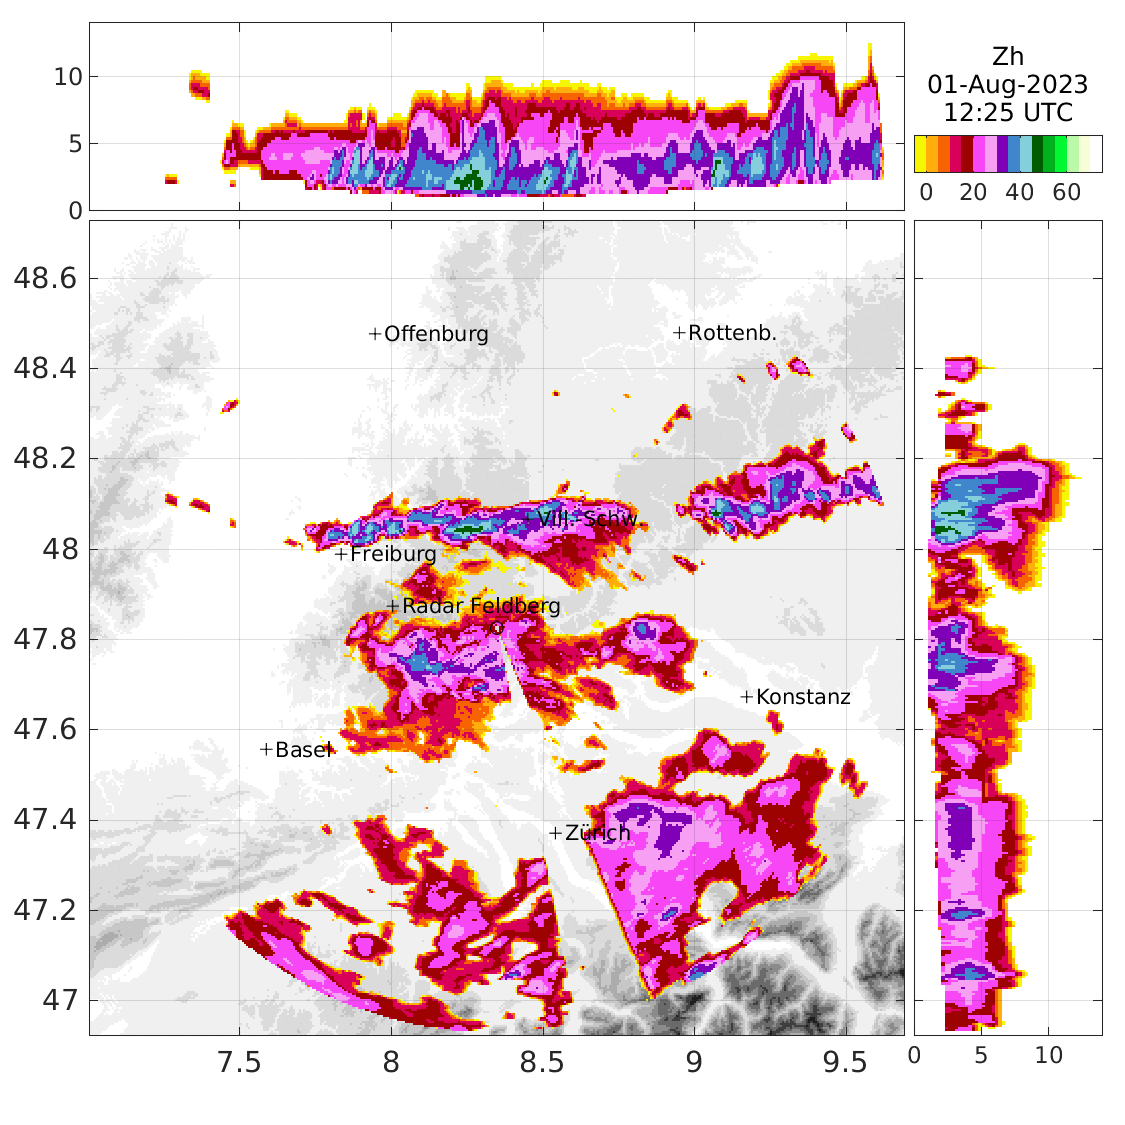 10
5
0
Zh
01-Aug-2023
12:25 UTC
0 20 40 60
48.6
48.4
48.2
48
47.8
47.6
47.4
47.2
47
+Offenburg
+Rottenb.
Vill.-Schw.
+Freiburg
+Radar Feldberg
+Konstanz
+Basel
+Zürich
7.5 8 8.5 9 9.5
0 5 10